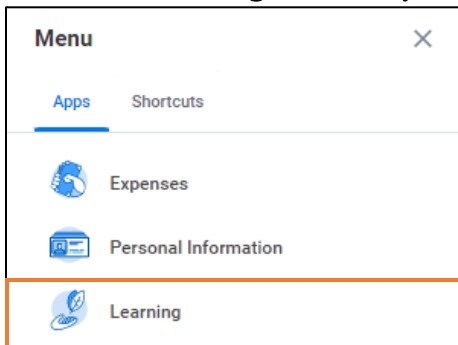 Menu
Apps Shortcuts
Expenses
Personal Information
Learning